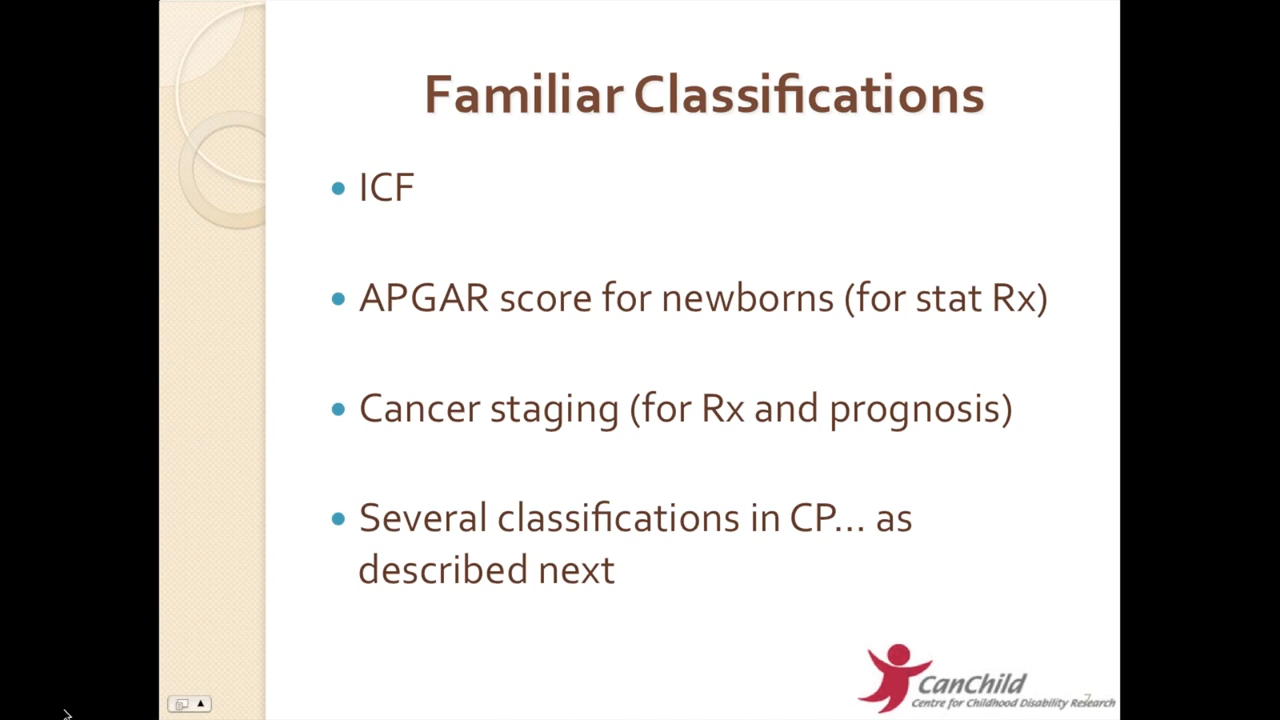 Familiar Classifications
• ICF
• APGAR score for newborns (for stat Rx)
• Cancer staging (for Rx and prognosis)
• Several classifications in CP... as
described next
CanChild
Centre for Childhood Disability Research
7